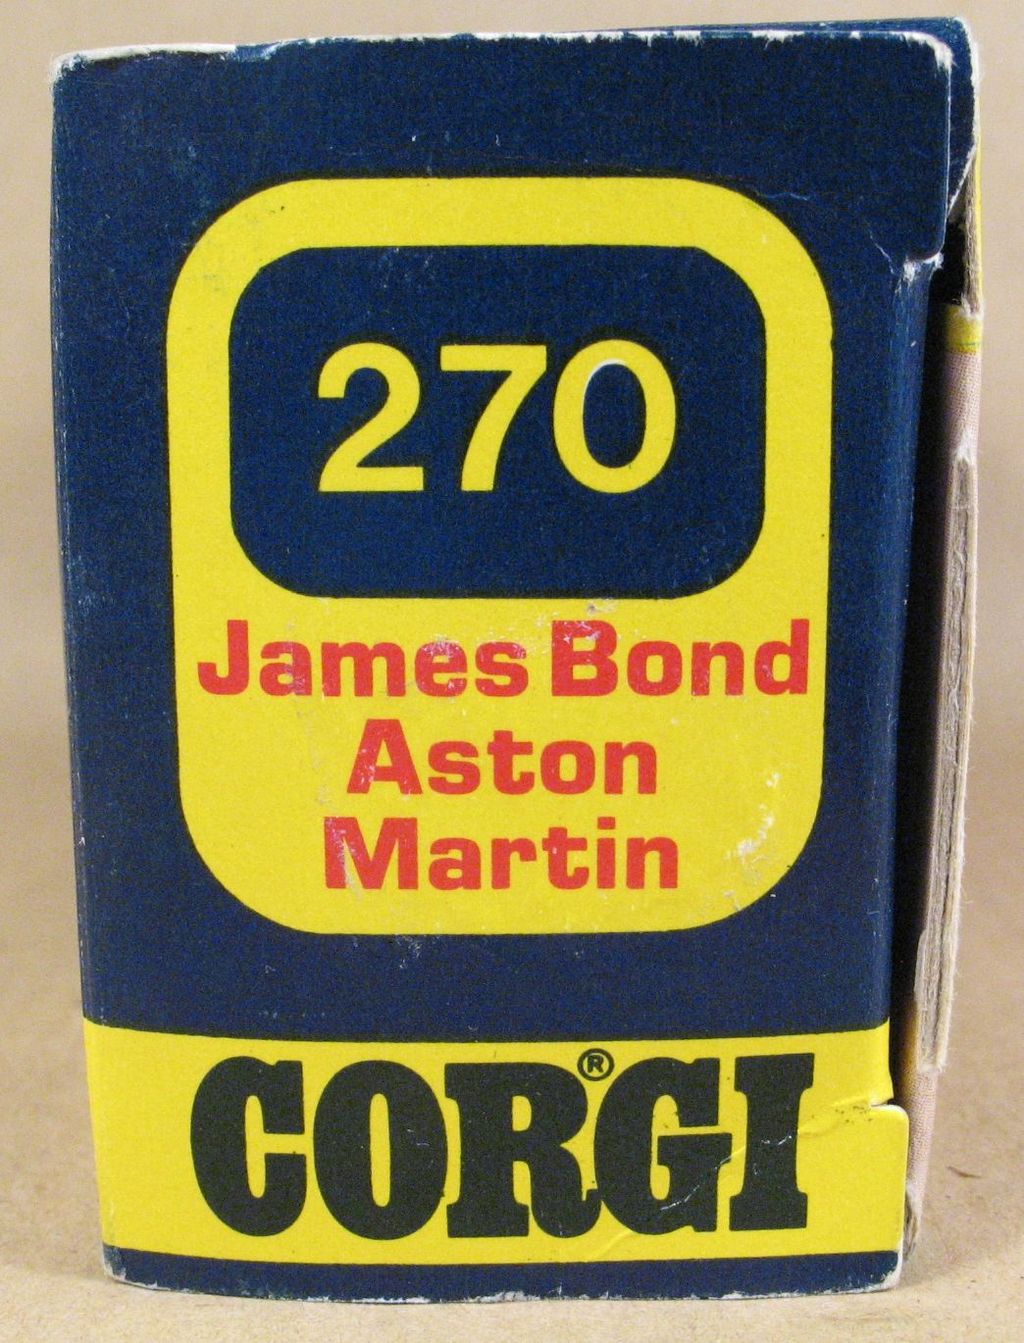 270
James Bond
Aston
Martin
CORGI®